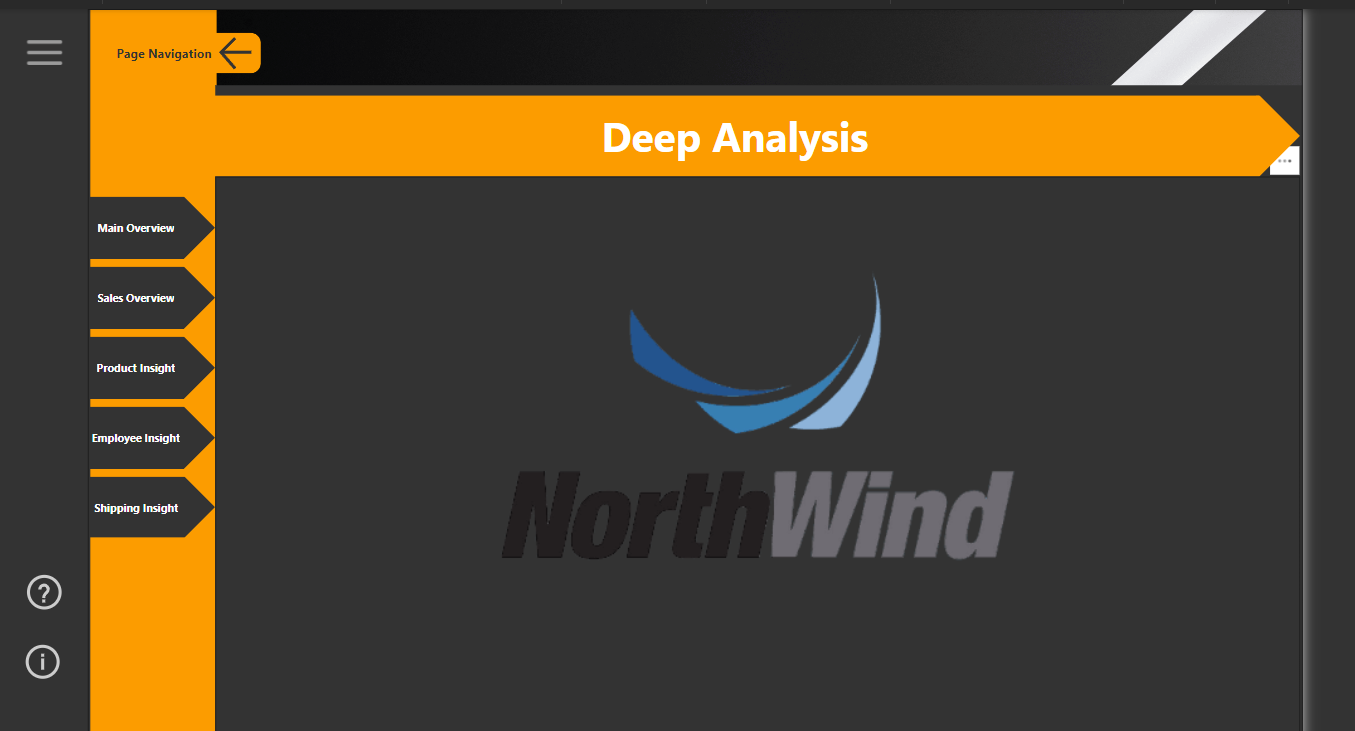 Page Navigation
Deep Analysis
Main Overview
Sales Overview
Product Insight
Employee Insight
Shipping Insight
NorthWind